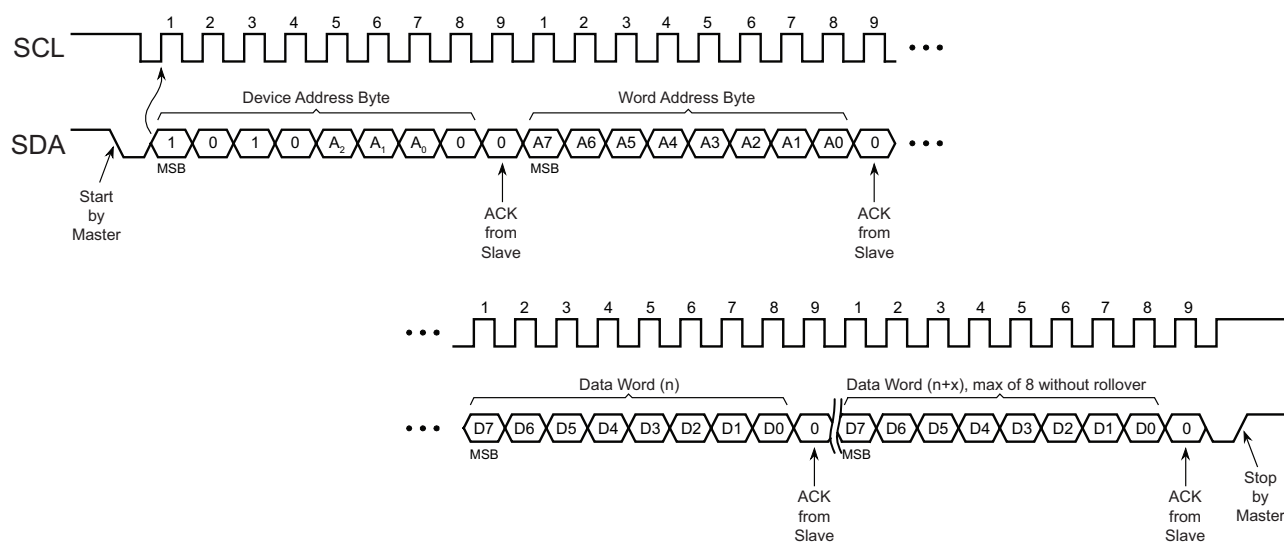 1 2 3 4 5 6 7 8 9 1 2 3 4 5 6 7 8 9
SCL
Device Address Byte Word Address Byte
SDA 1 0 1 0 A2 A1 A0 0 0 A7 A6 A5 A4 A3 A2 A1 A0 0
MSB MSB
Start
by
Master
ACK
from
Slave
ACK
from
Slave
1 2 3 4 5 6 7 8 9 1 2 3 4 5 6 7 8 9
Data Word (n) Data Word (n+x), max of 8 without rollover
D7 D6 D5 D4 D3 D2 D1 D0 0 D7 D6 D5 D4 D3 D2 D1 D0 0
MSB MSB
ACK
from
Slave
ACK
from
Slave
Stop
by
Master